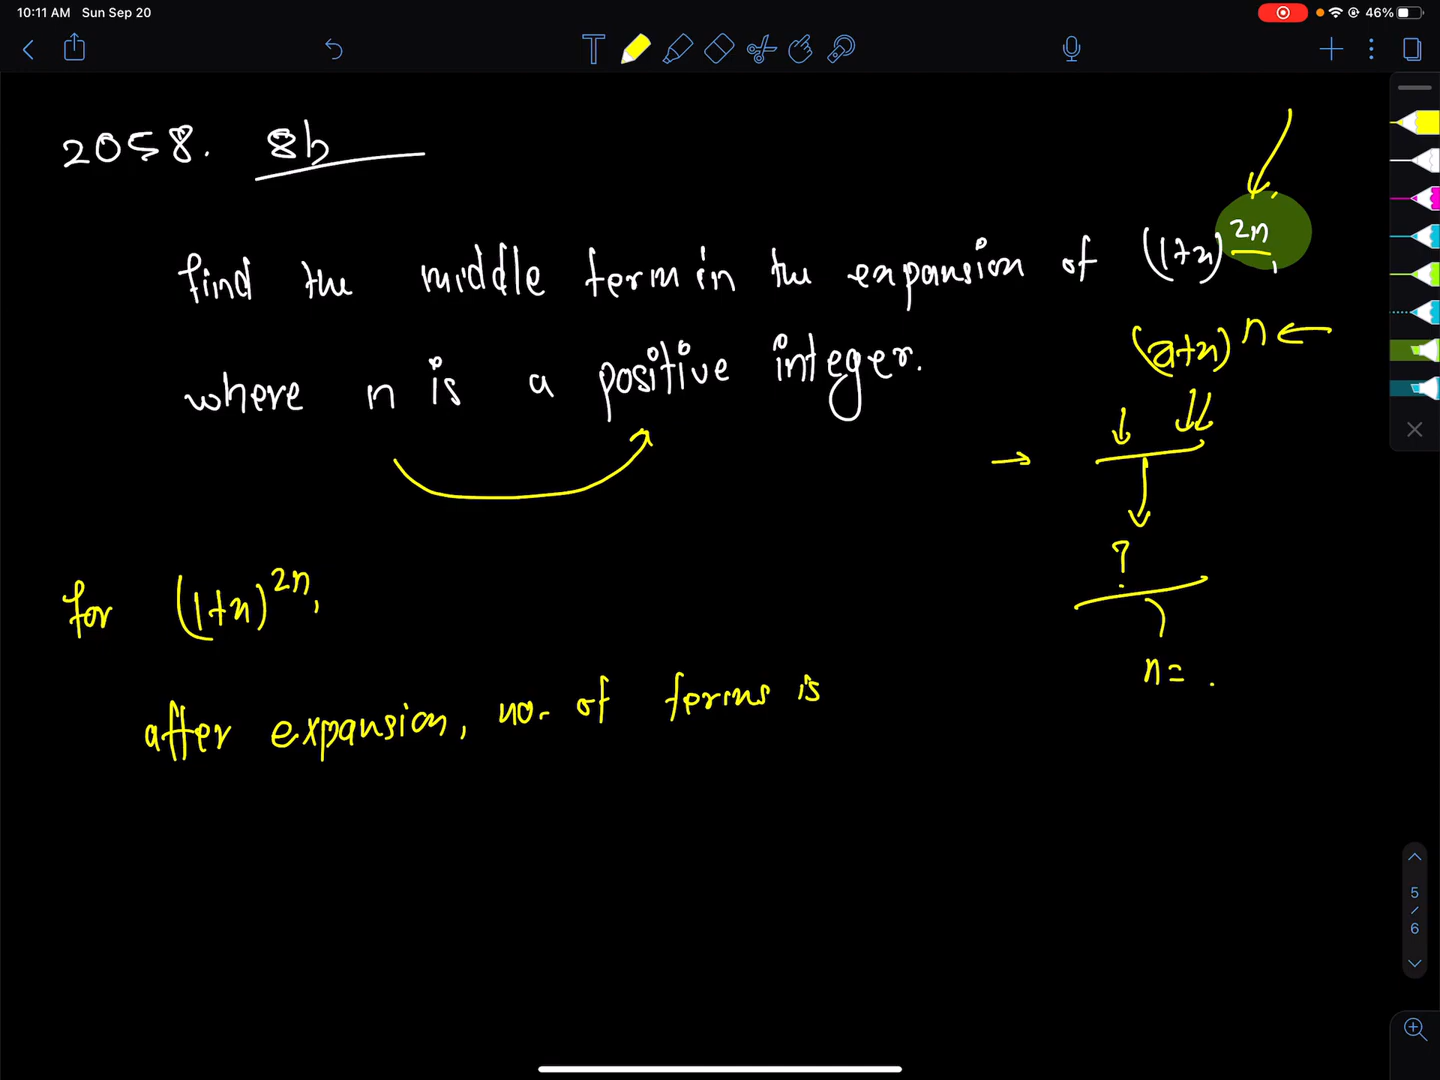 10:11 AM Sun Sep 20
46%
2058. 8b
find the middle term in the expansion of (1+x)^2n,
(a+x)^n ←
where n is a positive integer.
→
?
for (1+x)^2n,
n = .
after expansion, no. of terms is
5
/
6